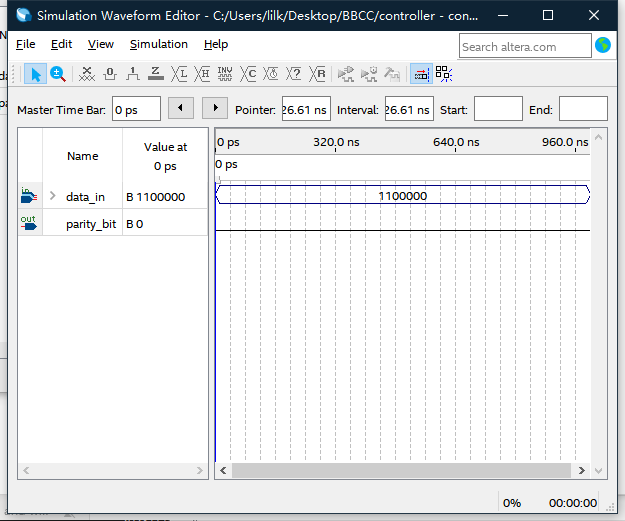 Simulation Waveform Editor - C:/Users/lilk/Desktop/BBCC/controller - con...
File Edit View Simulation Help
Search altera.com
Master Time Bar: 0 ps Pointer: 26.61 ns Interval: 26.61 ns Start: End:
Name Value at 0 ps
0 ps 320.0 ns 640.0 ns 960.0 ns
0 ps
in data_in B 1100000 1100000
out parity_bit B 0
0% 00:00:00